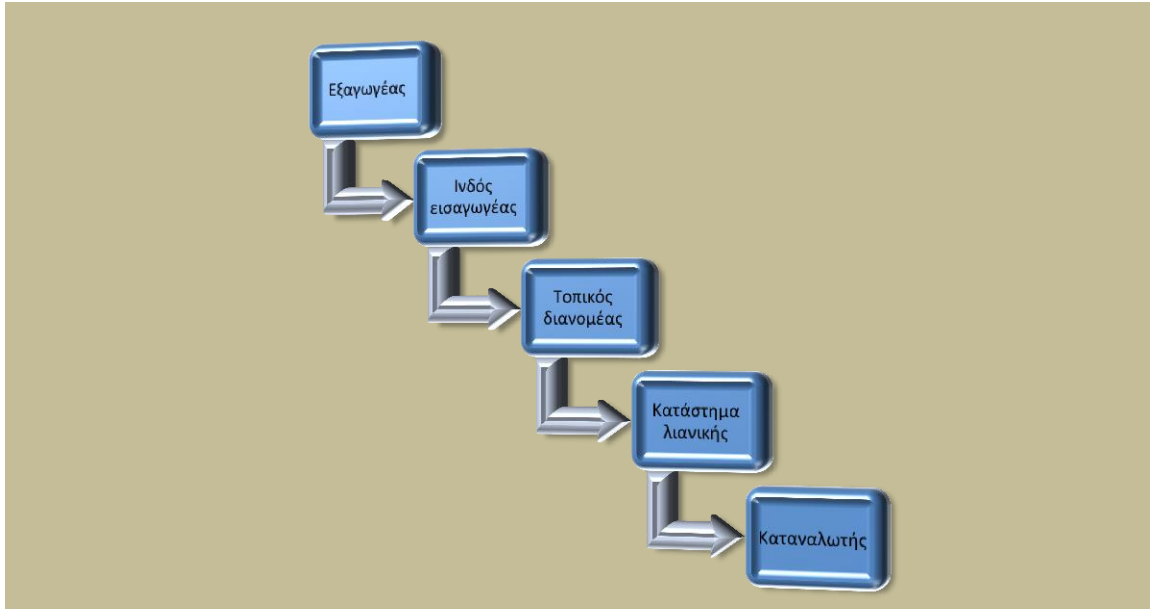 Εξαγωγέας
Ινδός
εισαγωγέας
Τοπικός
διανομέας
Κατάστημα
λιανικής
Καταναλωτής